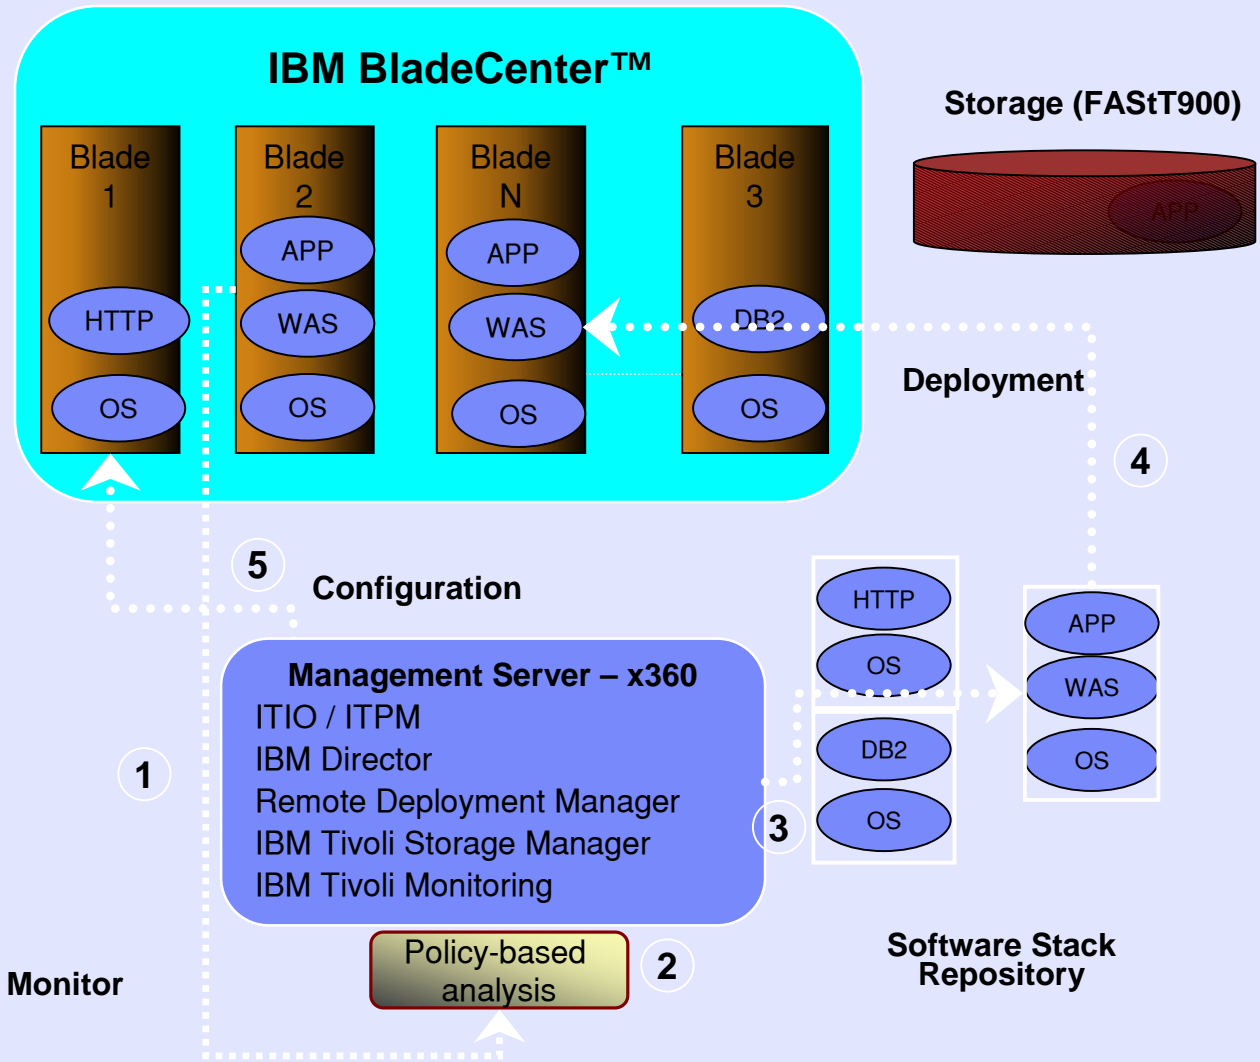 IBM BladeCenter™
Storage (FAStT900)
APP
Blade
1
HTTP
OS
Blade
2
APP
WAS
OS
Blade
N
APP
WAS
OS
Blade
3
DB2
OS
Deployment
4
5
Configuration
Management Server – x360
ITIO / ITPM
IBM Director
Remote Deployment Manager
IBM Tivoli Storage Manager
IBM Tivoli Monitoring
1
3
HTTP
OS
DB2
OS
APP
WAS
OS
Policy-based
analysis
2
Monitor
Software Stack
Repository